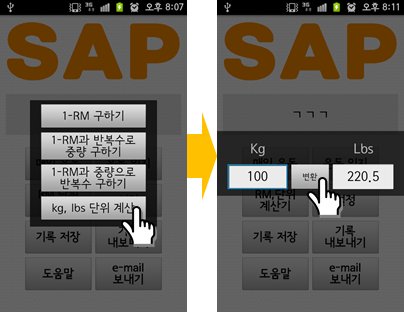 오후 8:07
SAP
1-RM 구하기
1-RM과 반복수로
중량 구하기
1-RM과 중량으로
반복수 구하기
kg, lbs 단위 계산
기록 저장
도움말
e-mail
보내기
오후 8:11
SAP
ㄱㄱㄱ
Kg
Lbs
100
변환
220.5
RM,단위
계산기
기록 저장
기록
내보내기
도움말
e-mail
보내기